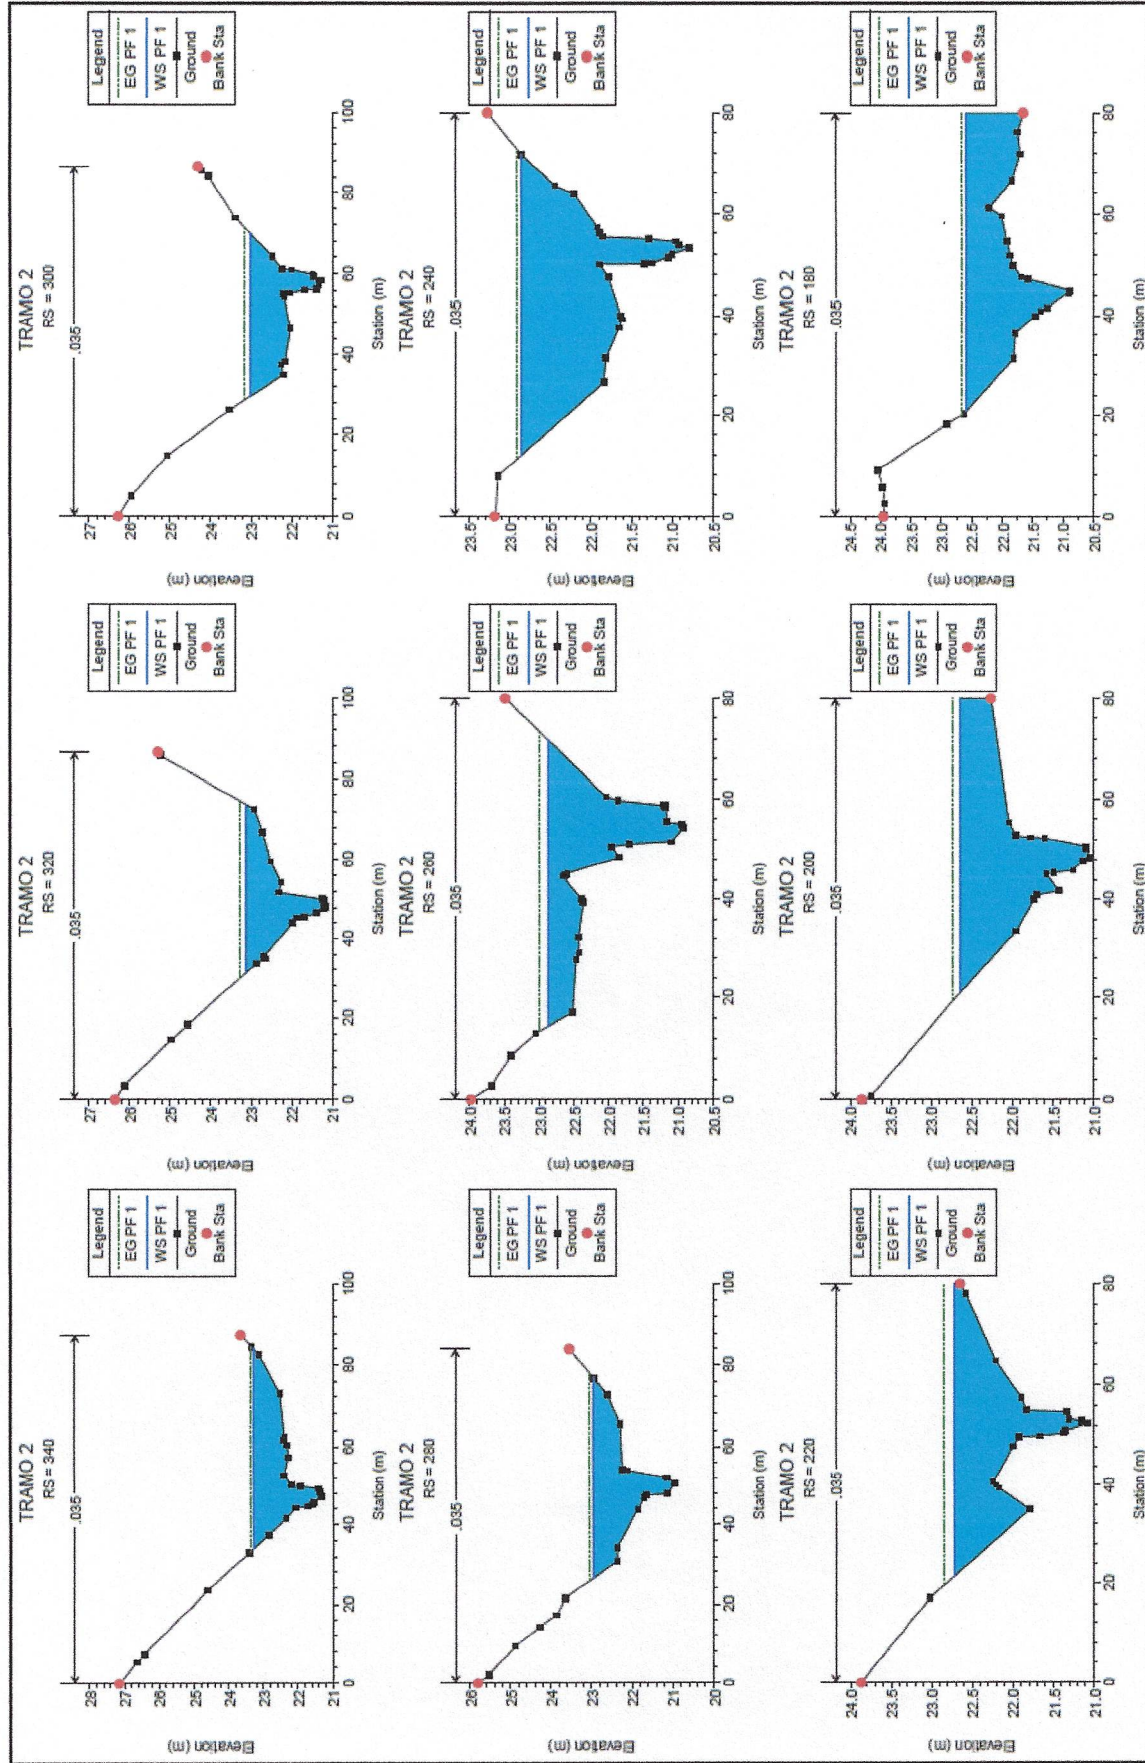 TRAMO 2
RS = 340
.035
Legend
EG PF 1
WS PF 1
Ground
Bank Sta
Elevation (m)
28
27
26
25
24
23
22
21
0 20 40 60 80 100
Station (m)
TRAMO 2
RS = 320
.035
Legend
EG PF 1
WS PF 1
Ground
Bank Sta
Elevation (m)
27
26
25
24
23
22
21
0 20 40 60 80 100
Station (m)
TRAMO 2
RS = 300
.035
Legend
EG PF 1
WS PF 1
Ground
Bank Sta
Elevation (m)
27
26
25
24
23
22
21
0 20 40 60 80 100
Station (m)
TRAMO 2
RS = 280
.035
Legend
EG PF 1
WS PF 1
Ground
Bank Sta
Elevation (m)
26
25
24
23
22
21
20
0 20 40 60 80 100
Station (m)
TRAMO 2
RS = 260
.035
Legend
EG PF 1
WS PF 1
Ground
Bank Sta
Elevation (m)
24.0
23.5
23.0
22.5
22.0
21.5
21.0
20.5
0 20 40 60 80
Station (m)
TRAMO 2
RS = 240
.035
Legend
EG PF 1
WS PF 1
Ground
Bank Sta
Elevation (m)
23.5
23.0
22.5
22.0
21.5
21.0
20.5
0 20 40 60 80
Station (m)
TRAMO 2
RS = 220
.035
Legend
EG PF 1
WS PF 1
Ground
Bank Sta
Elevation (m)
24.0
23.5
23.0
22.5
22.0
21.5
21.0
0 20 40 60 80
Station (m)
TRAMO 2
RS = 200
.035
Legend
EG PF 1
WS PF 1
Ground
Bank Sta
Elevation (m)
24.0
23.5
23.0
22.5
22.0
21.5
21.0
0 20 40 60 80
Station (m)
TRAMO 2
RS = 180
.035
Legend
EG PF 1
WS PF 1
Ground
Bank Sta
Elevation (m)
24.5
24.0
23.5
23.0
22.5
22.0
21.5
21.0
20.5
0 20 40 60 80
Station (m)